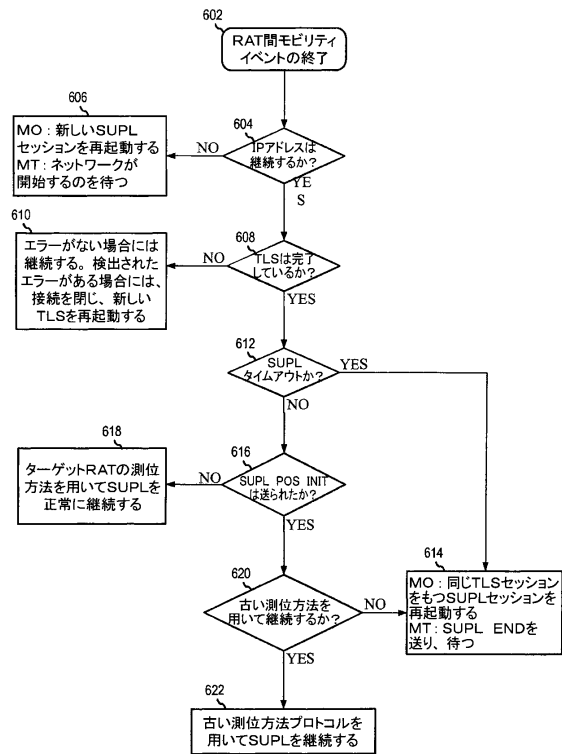 602
RAT間モビリティ
イベントの終了
606
MO：新しいSUPL
セッションを再起動する
MT：ネットワークが
開始するのを待つ
604
NO
IPアドレスは
継続するか？
YE
S
610
エラーがない場合には
継続する。検出された
エラーがある場合には、
接続を閉じ、新しい
TLSを再起動する
608
NO
TLSは完了
しているか？
YES
612
SUPL
タイムアウトか？
YES
NO
618
ターゲットRATの測位
方法を用いてSUPLを
正常に継続する
616
NO
SUPL POS INIT
は送られたか？
YES
620
古い測位方法を
用いて継続するか？
NO
YES
614
MO：同じTLSセッション
をもつSUPLセッションを
再起動する
MT：SUPL ENDを
送り、待つ
622
古い測位方法プロトコルを
用いてSUPLを継続する